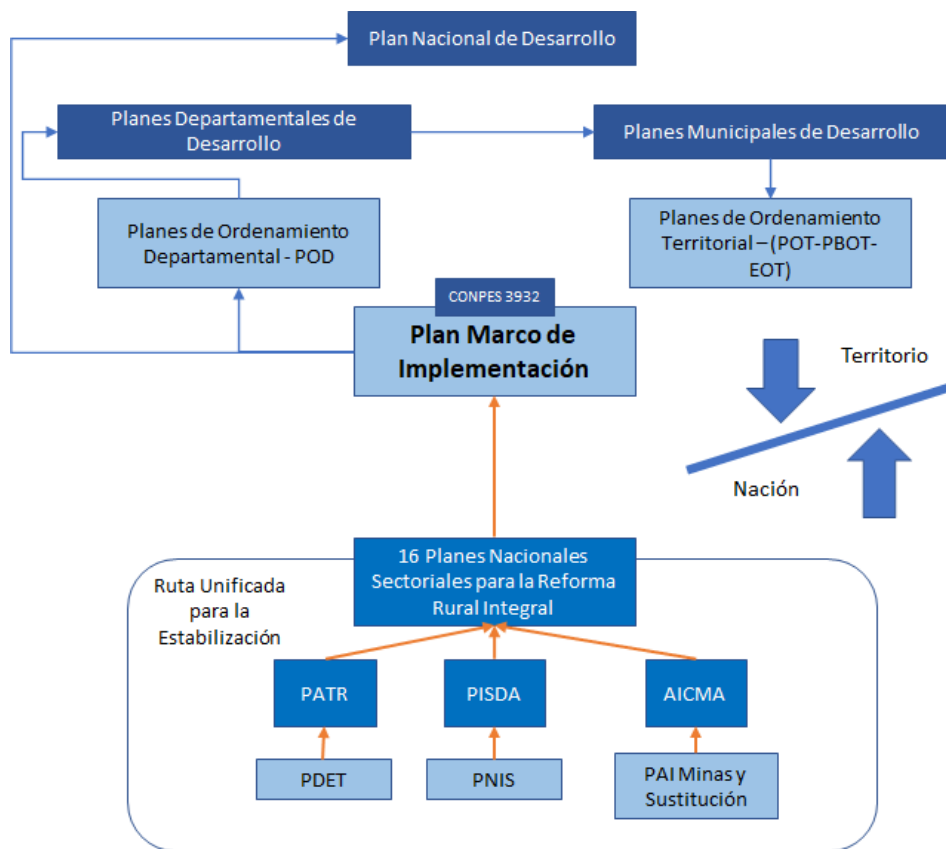 Plan Nacional de Desarrollo
Planes Departamentales de
Desarrollo
Planes Municipales de Desarrollo
Planes de Ordenamiento
Departamental - POD
Planes de Ordenamiento
Territorial – (POT-PBOT-
EOT)
CONPES 3932
Plan Marco de
Implementación
Territorio
Nación
16 Planes Nacionales
Sectoriales para la Reforma
Rural Integral
Ruta Unificada
para la
Estabilización
PATR
PISDA
AICMA
PDET
PNIS
PAI Minas y
Sustitución